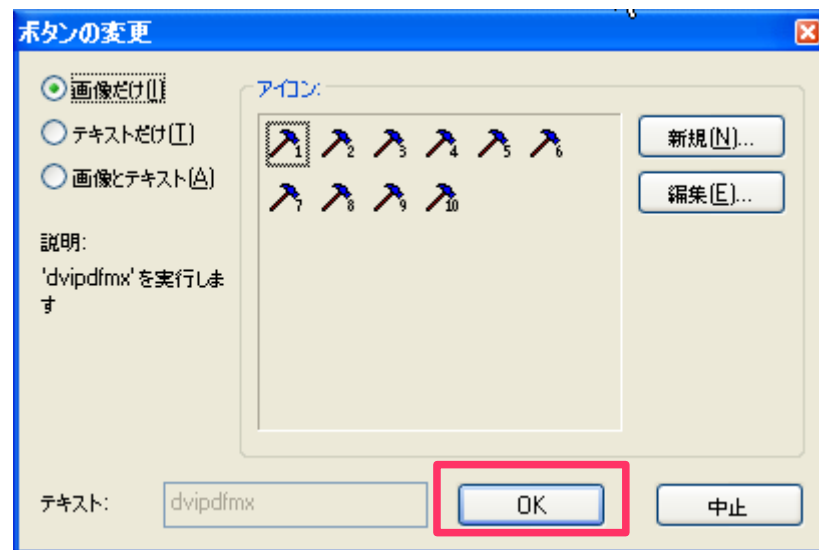 ボタンの変更
画像だけ(I)
テキストだけ(T)
画像とテキスト(A)
説明:
'dvipdfmx'を実行しま
す
アイコン:
1 2 3 4 5 6
7 8 9 10
新規(N)...
編集(E)...
テキスト: dvipdfmx
OK
中止